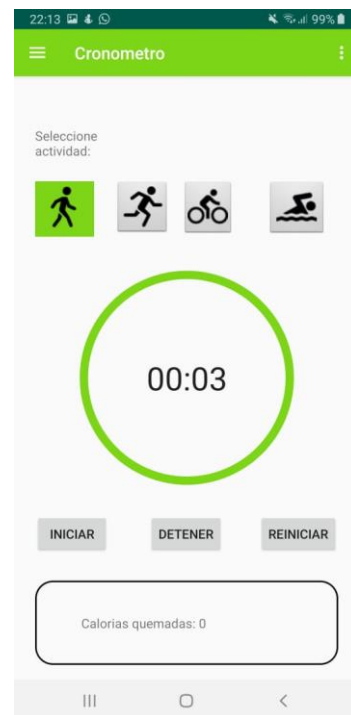 22:13 99%
Cronometro
Seleccione
actividad:
00:03
INICIAR DETENER REINICIAR
Calorias quemadas: 0